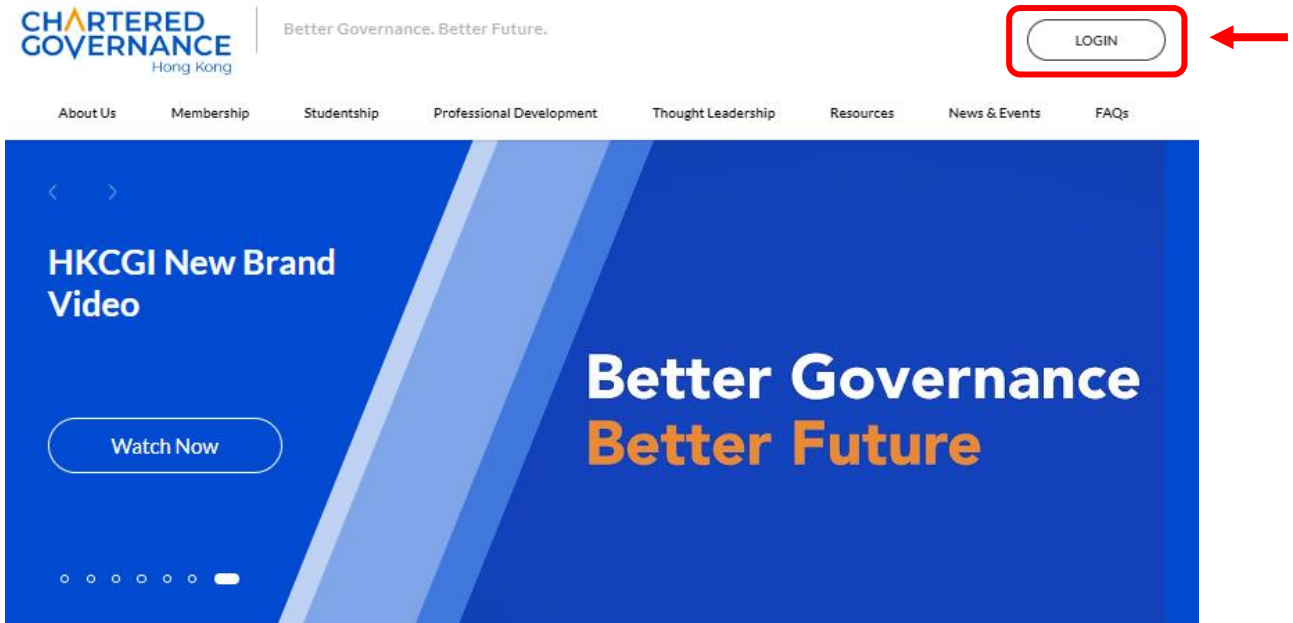 CHARTERED
GOVERNANCE
Hong Kong
Better Governance. Better Future.
LOGIN
About Us Membership Studentship Professional Development Thought Leadership Resources News & Events FAQs
HKCGI New Brand
Video
Watch Now
Better Governance
Better Future